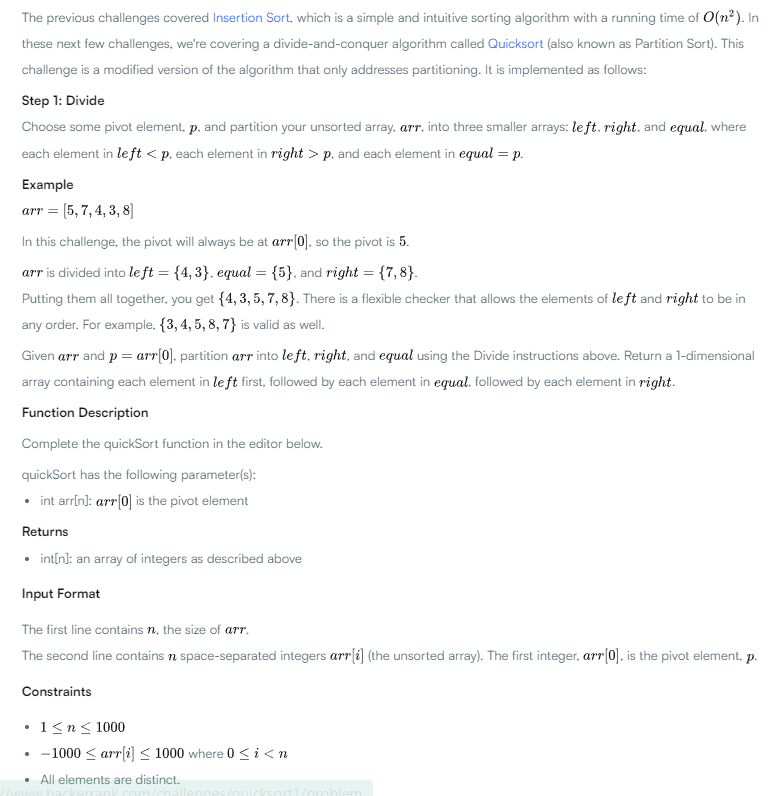 The previous challenges covered Insertion Sort, which is a simple and intuitive sorting algorithm with a running time of O(n²). In
these next few challenges, we're covering a divide-and-conquer algorithm called Quicksort (also known as Partition Sort). This
challenge is a modified version of the algorithm that only addresses partitioning. It is implemented as follows:
Step 1: Divide
Choose some pivot element, p, and partition your unsorted array, arr, into three smaller arrays: left, right, and equal, where
each element in left < p, each element in right > p, and each element in equal = p.
Example
arr = [5, 7, 4, 3, 8]
In this challenge, the pivot will always be at arr[0], so the pivot is 5.
arr is divided into left = {4, 3}, equal = {5}, and right = {7, 8}.
Putting them all together, you get {4, 3, 5, 7, 8}. There is a flexible checker that allows the elements of left and right to be in
any order. For example, {3, 4, 5, 8, 7} is valid as well.
Given arr and p = arr[0], partition arr into left, right, and equal using the Divide instructions above. Return a 1-dimensional
array containing each element in left first, followed by each element in equal, followed by each element in right.
Function Description
Complete the quickSort function in the editor below.
quickSort has the following parameter(s):
• int arr[n]: arr[0] is the pivot element
Returns
• int[n]: an array of integers as described above
Input Format
The first line contains n, the size of arr.
The second line contains n space-separated integers arr[i] (the unsorted array). The first integer, arr[0], is the pivot element, p.
Constraints
• 1 ≤ n ≤ 1000
• −1000 ≤ arr[i] ≤ 1000 where 0 ≤ i < n
• All elements are distinct.
//www.hackerrank.com/challenges/quicksort1/problem